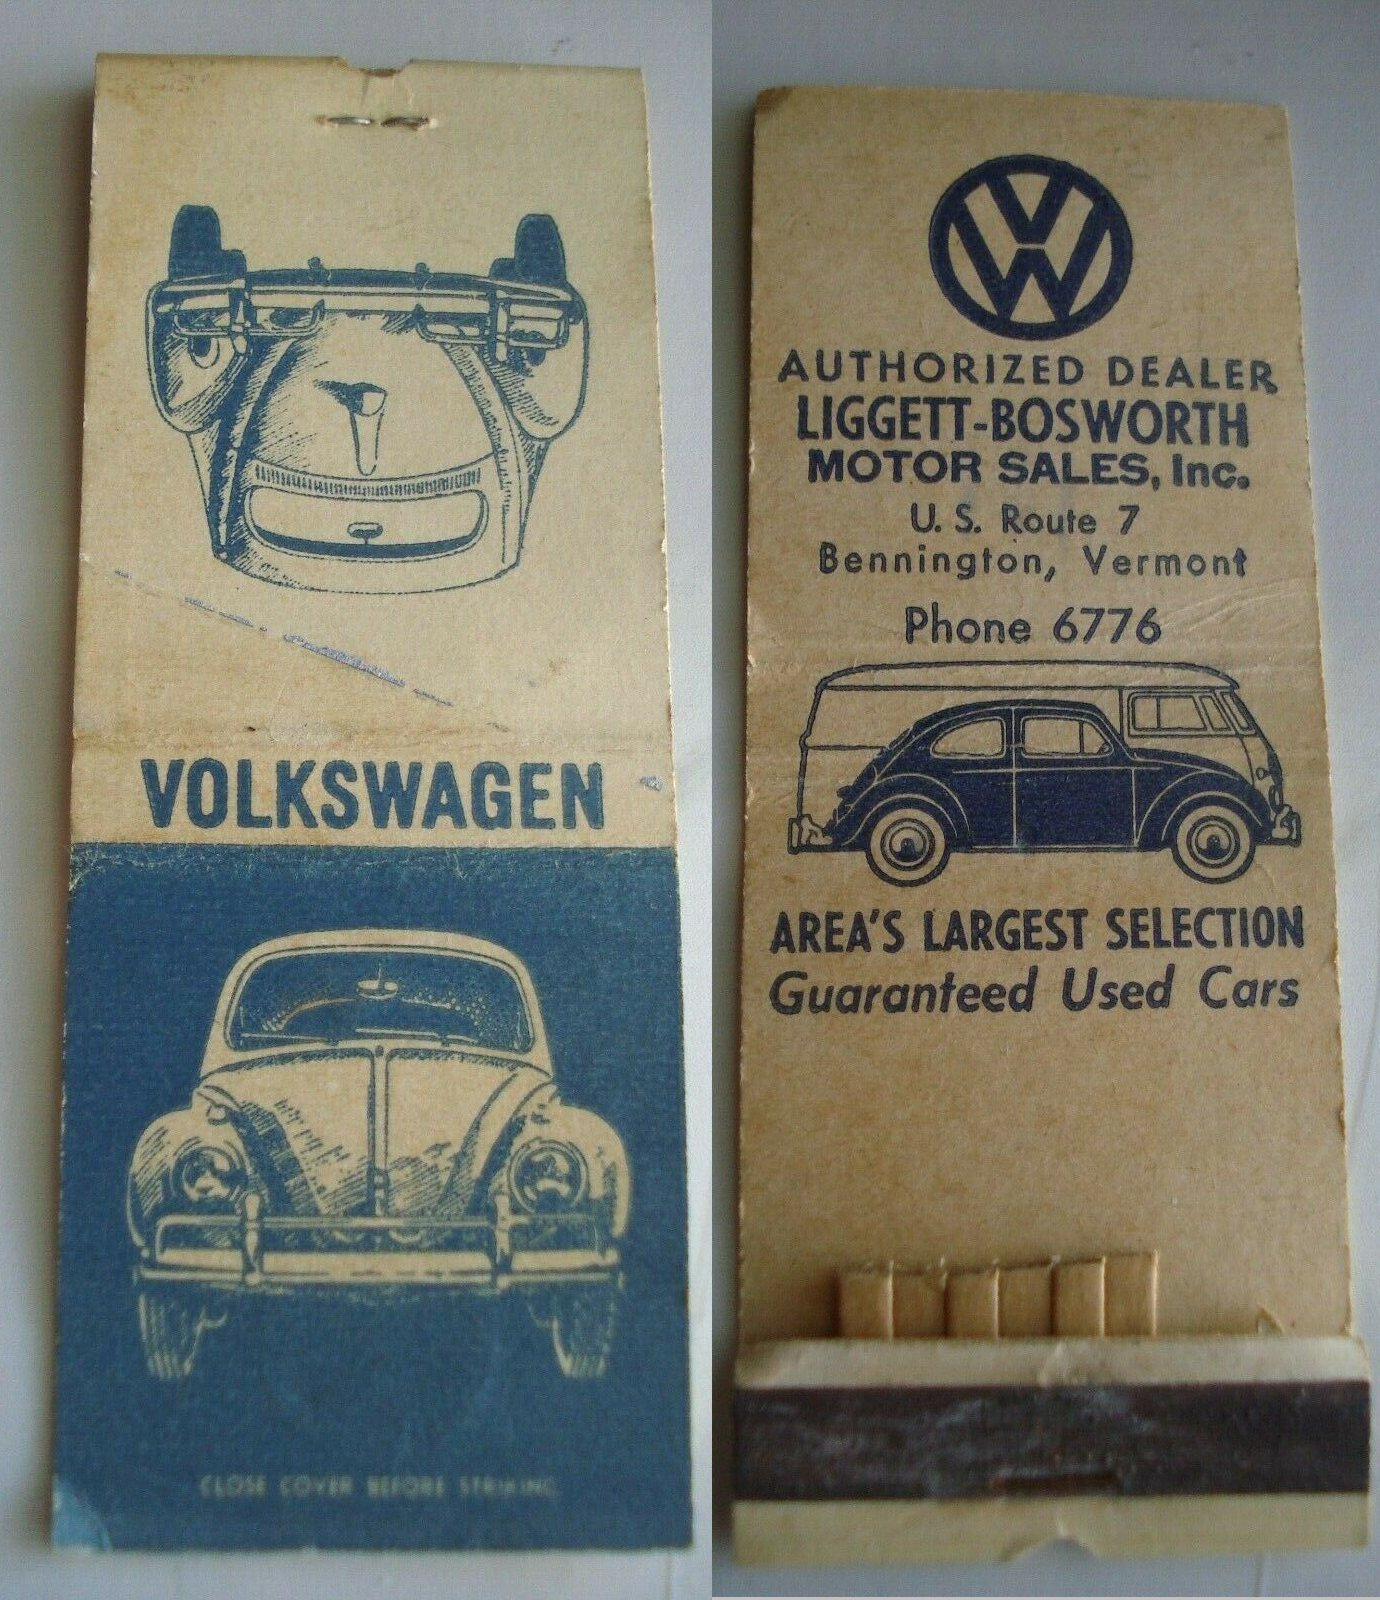 VOLKSWAGEN
CLOSE COVER BEFORE STRIKING
VW
AUTHORIZED DEALER
LIGGETT-BOSWORTH
MOTOR SALES, Inc.
U. S. Route 7
Bennington, Vermont
Phone 6776
AREA'S LARGEST SELECTION
Guaranteed Used Cars